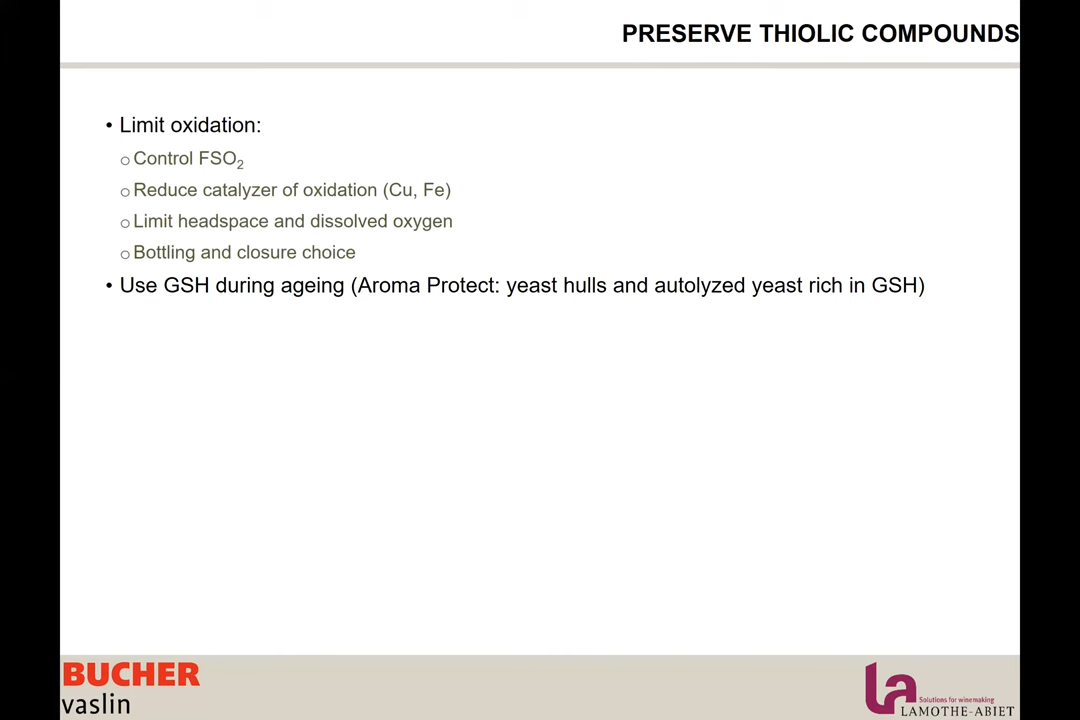 PRESERVE THIOLIC COMPOUNDS
• Limit oxidation:
o Control FSO₂
o Reduce catalyzer of oxidation (Cu, Fe)
o Limit headspace and dissolved oxygen
o Bottling and closure choice
• Use GSH during ageing (Aroma Protect: yeast hulls and autolyzed yeast rich in GSH)
BUCHER
vaslin
la
Solutions for winemaking
LAMOTHE-ABIET